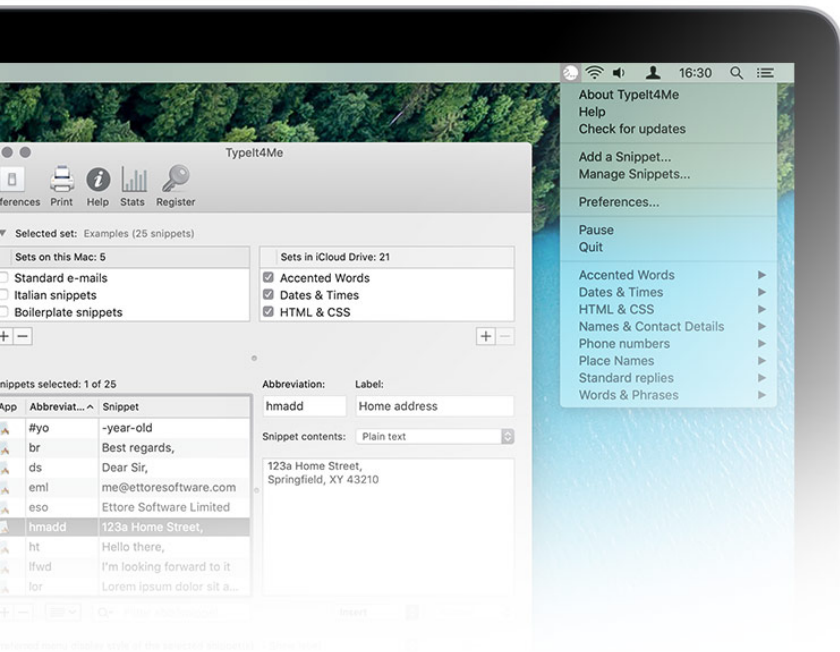 16:30
About TypeIt4Me
Help
Check for updates
Add a Snippet...
Manage Snippets...
Preferences...
Pause
Quit
Accented Words
Dates & Times
HTML & CSS
Names & Contact Details
Phone numbers
Place Names
Standard replies
Words & Phrases
TypeIt4Me
ferences Print Help Stats Register
Selected set: Examples (25 snippets)
Sets on this Mac: 5
Standard e-mails
Italian snippets
Boilerplate snippets
Sets in iCloud Drive: 21
Accented Words
Dates & Times
HTML & CSS
nippets selected: 1 of 25
App Abbreviat... Snippet
#yo -year-old
br Best regards,
ds Dear Sir,
eml me@ettoresoftware.com
eso Ettore Software Limited
hmadd 123a Home Street,
ht Hello there,
lfwd I'm looking forward to it
lor Lorem ipsum dolor sit a...
Abbreviation: Label:
hmadd Home address
Snippet contents: Plain text
123a Home Street,
Springfield, XY 43210
Insert